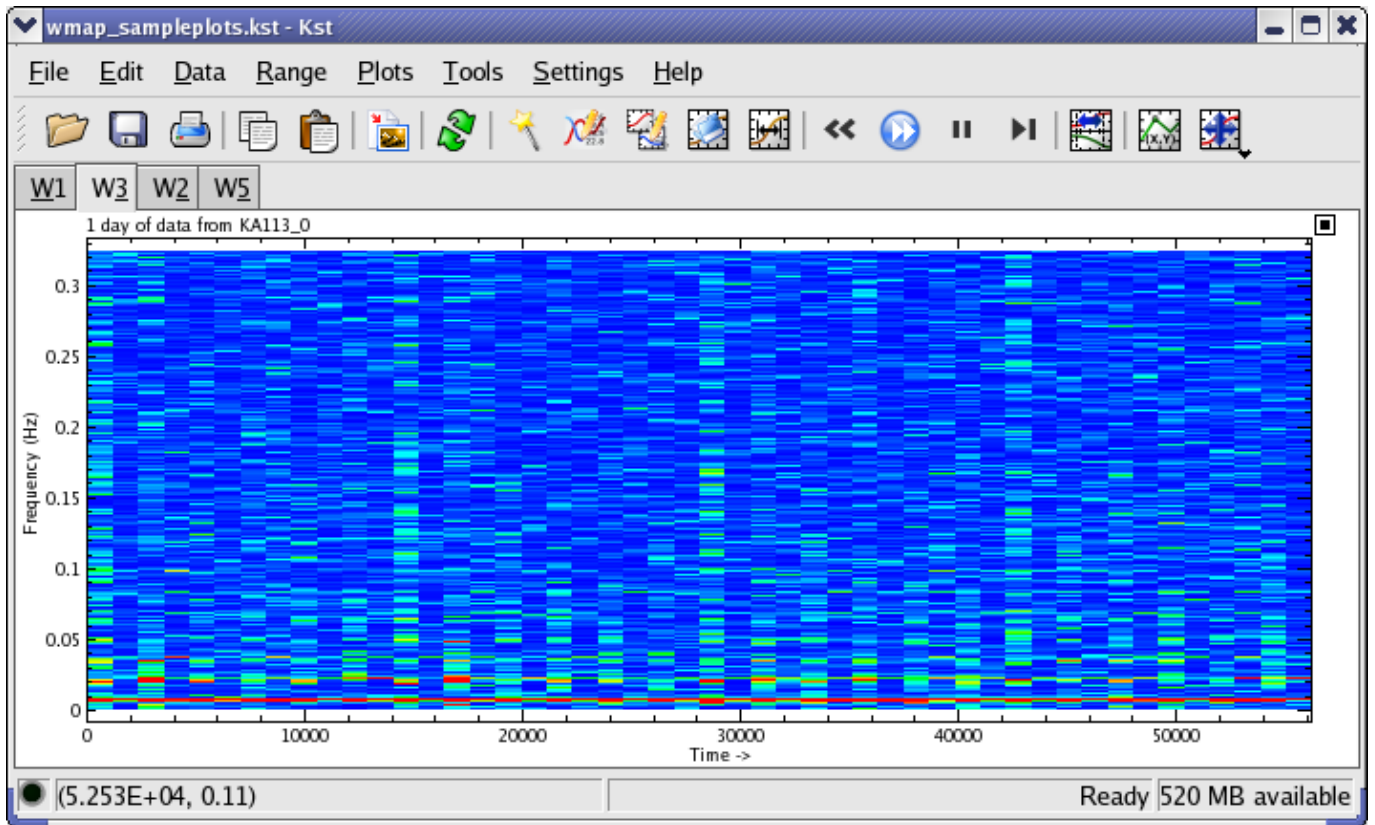 wmap_sampleplots.kst - Kst
File Edit Data Range Plots Tools Settings Help
22.8
(X,Y)
W1 W3 W2 W5
1 day of data from KA113_0
0.3
0.25
0.2
0.15
0.1
0.05
0
Frequency (Hz)
0 10000 20000 30000 40000 50000
Time ->
(5.253E+04, 0.11) Ready 520 MB available